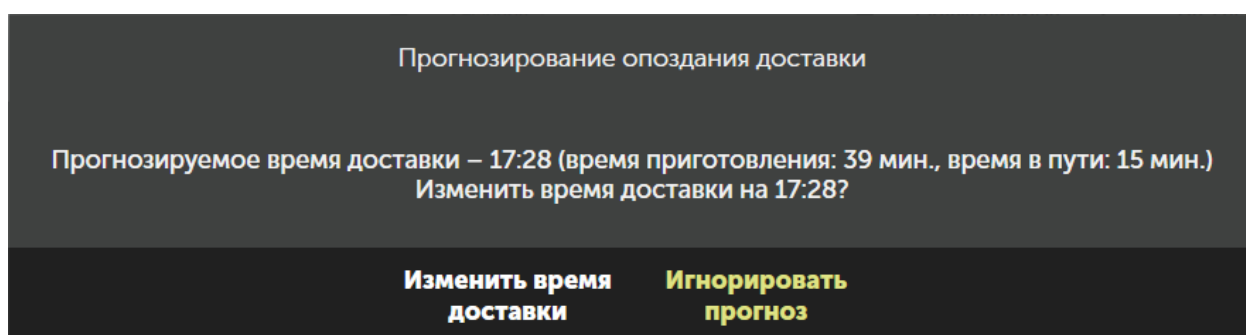 Прогнозирование опоздания доставки
Прогнозируемое время доставки – 17:28 (время приготовления: 39 мин., время в пути: 15 мин.)
Изменить время доставки на 17:28?
Изменить время Игнорировать
доставки прогноз